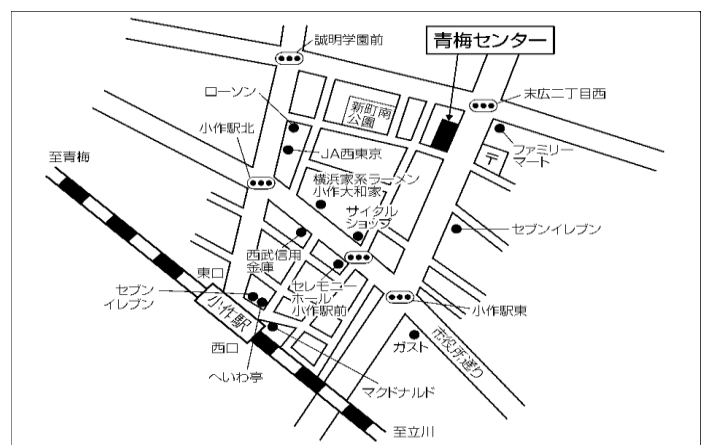 誠明学園前
青梅センター
ローソン
新町南
公園
末広二丁目西
小作駅北
JA西東京
ファミリー
マート
〒
至青梅
横浜家系ラーメン
小作大和家
サイクル
ショップ
セブンイレブン
西武信用
金庫
東口
セレモニー
ホール
小作駅前
セブン
イレブン
小作駅
小作駅東
西口
ガスト
市役所通り
へいわ亭
マクドナルド
至立川